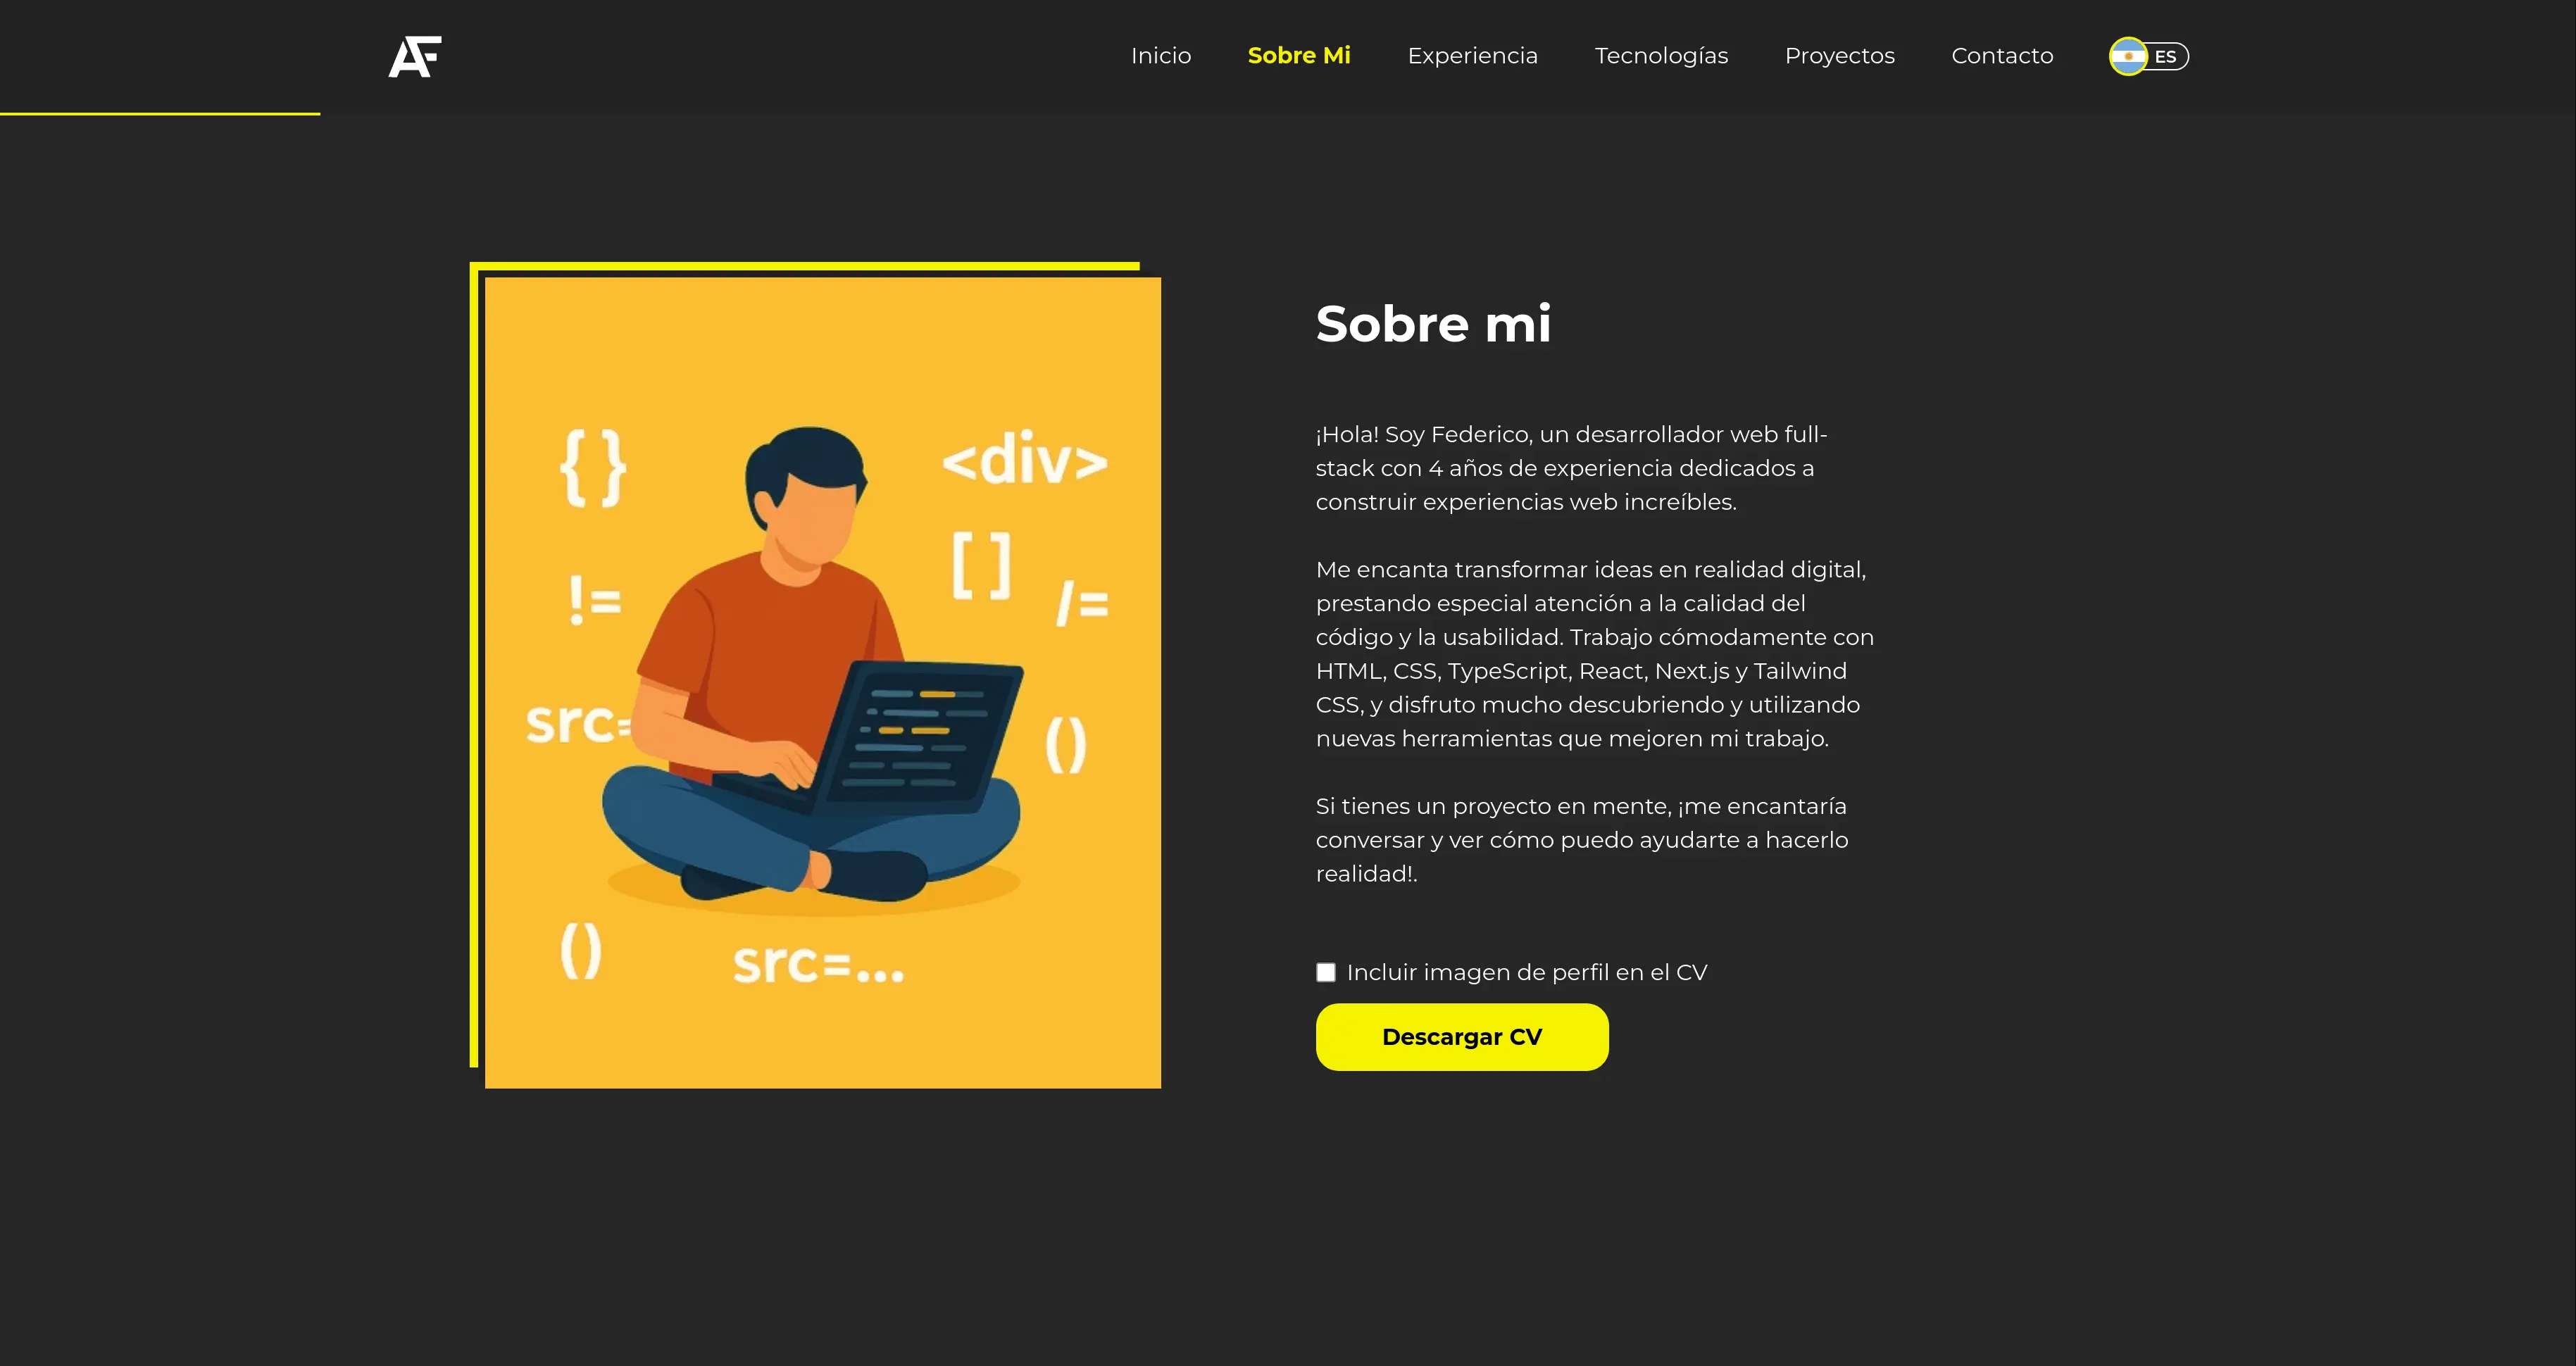 AF
Inicio Sobre Mi Experiencia Tecnologías Proyectos Contacto ES
{ }
<div>
[ ]
!=
/=
src=
()
()
src=...
Sobre mi
¡Hola! Soy Federico, un desarrollador web full-
stack con 4 años de experiencia dedicados a
construir experiencias web increíbles.
Me encanta transformar ideas en realidad digital,
prestando especial atención a la calidad del
código y la usabilidad. Trabajo cómodamente con
HTML, CSS, TypeScript, React, Next.js y Tailwind
CSS, y disfruto mucho descubriendo y utilizando
nuevas herramientas que mejoren mi trabajo.
Si tienes un proyecto en mente, ¡me encantaría
conversar y ver cómo puedo ayudarte a hacerlo
realidad!.
Incluir imagen de perfil en el CV
Descargar CV